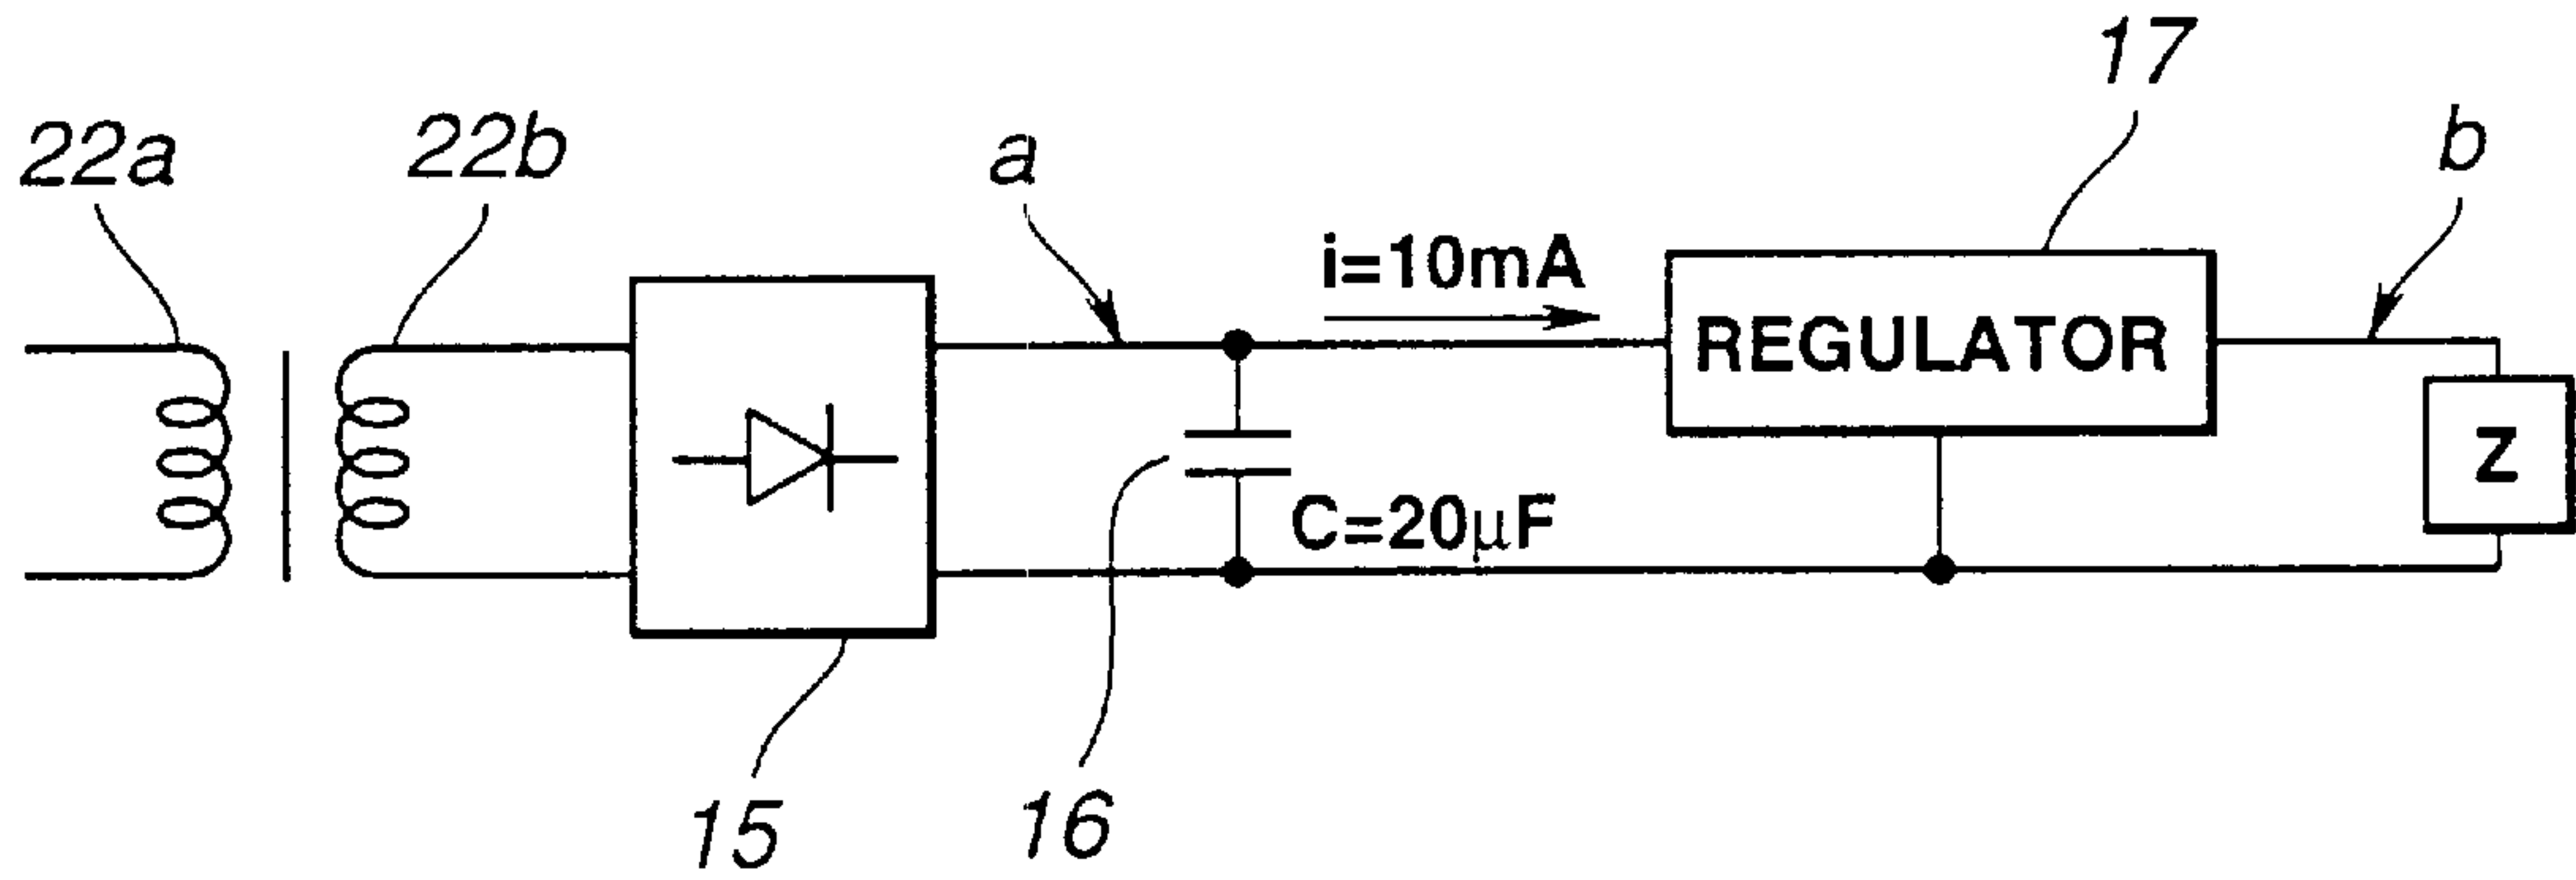 17
22a
22b
a
b
i=10mA
REGULATOR
Z
C=20μF
15
16